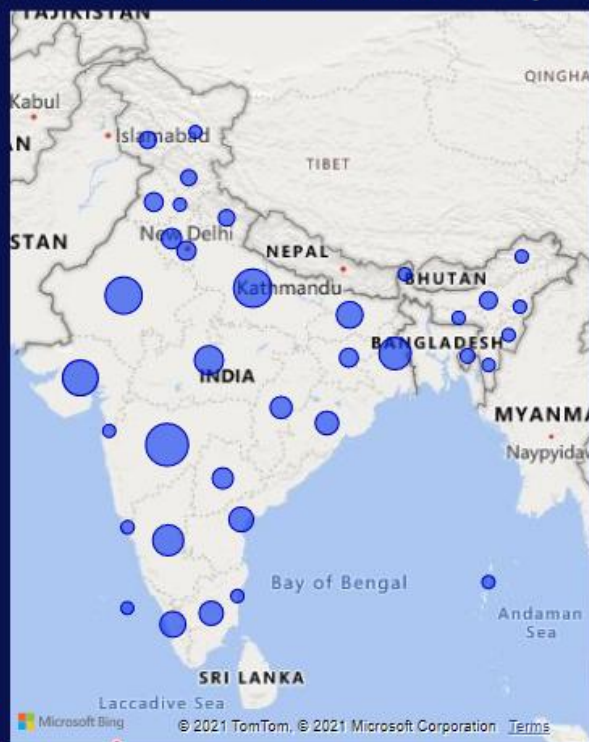 TAJIKISTAN
QINGHA
Kabul
Islamabad
AN
TIBET
STAN
New Delhi
NEPAL
BHUTAN
Kathmandu
BANGLADESH
INDIA
MYANMA
Naypyidav
Bay of Bengal
Andaman
Sea
SRI LANKA
Laccadive Sea
Microsoft Bing
© 2021 TomTom, © 2021 Microsoft Corporation Terms